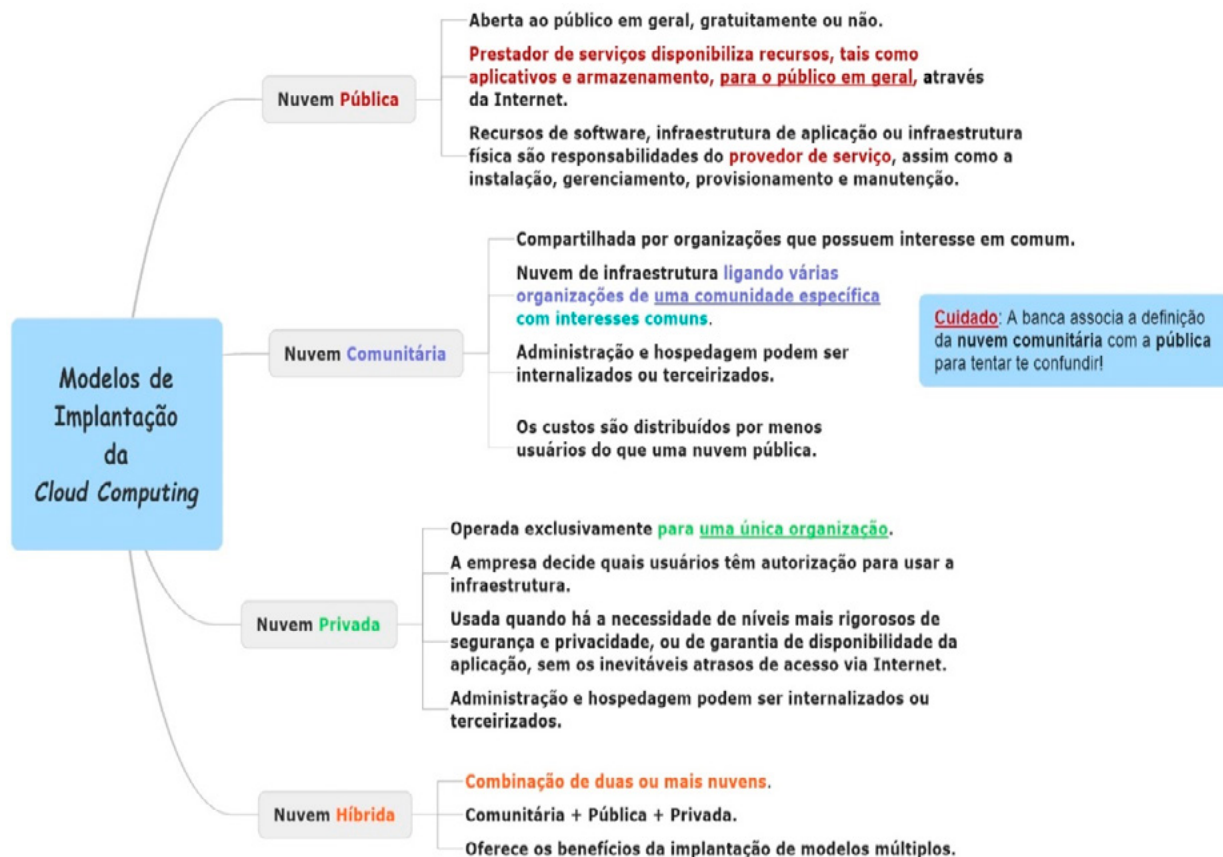 Modelos de
Implantação
da
Cloud Computing
Nuvem Pública
Aberta ao público em geral, gratuitamente ou não.
Prestador de serviços disponibiliza recursos, tais como
aplicativos e armazenamento, para o público em geral, através
da Internet.
Recursos de software, infraestrutura de aplicação ou infraestrutura
física são responsabilidades do provedor de serviço, assim como a
instalação, gerenciamento, provisionamento e manutenção.
Nuvem Comunitária
Compartilhada por organizações que possuem interesse em comum.
Nuvem de infraestrutura ligando várias
organizações de uma comunidade específica
com interesses comuns.
Administração e hospedagem podem ser
internalizados ou terceirizados.
Os custos são distribuídos por menos
usuários do que uma nuvem pública.
Cuidado: A banca associa a definição
da nuvem comunitária com a pública
para tentar te confundir!
Nuvem Privada
Operada exclusivamente para uma única organização.
A empresa decide quais usuários têm autorização para usar a
infraestrutura.
Usada quando há a necessidade de níveis mais rigorosos de
segurança e privacidade, ou de garantia de disponibilidade da
aplicação, sem os inevitáveis atrasos de acesso via Internet.
Administração e hospedagem podem ser internalizados ou
terceirizados.
Nuvem Híbrida
Combinação de duas ou mais nuvens.
Comunitária + Pública + Privada.
Oferece os benefícios da implantação de modelos múltiplos.